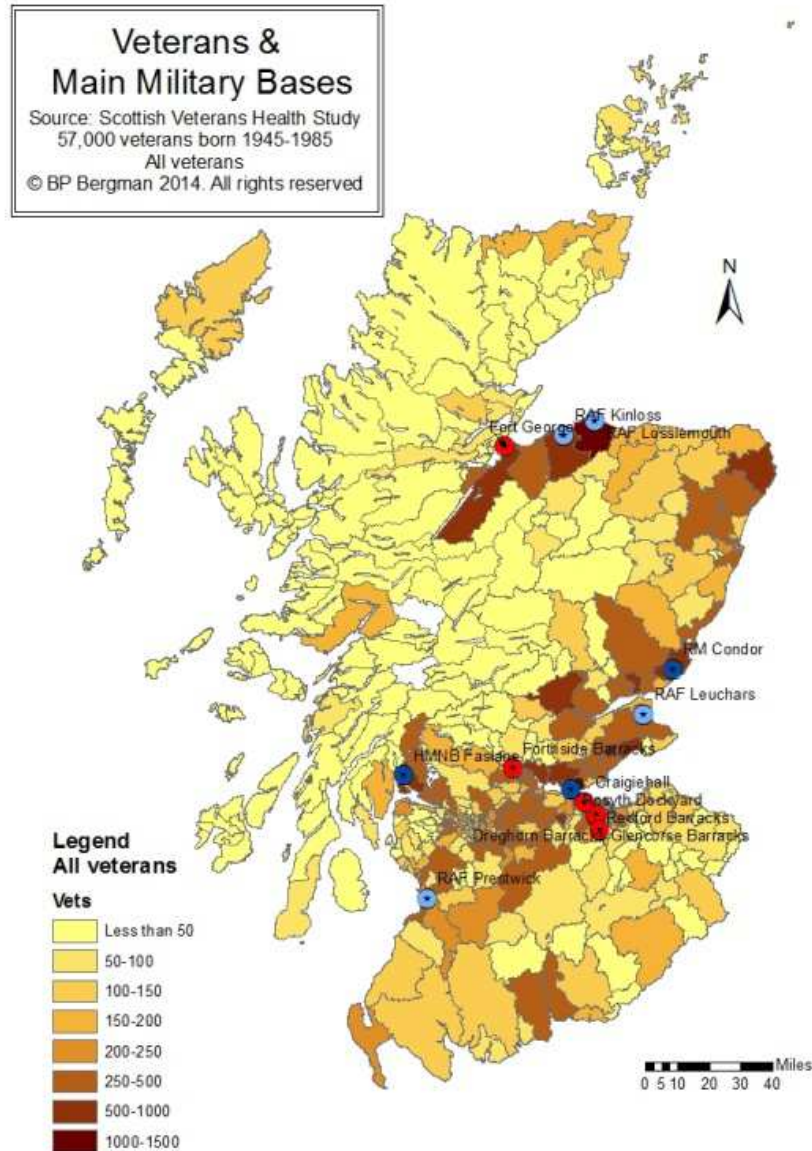 Veterans &
Main Military Bases
Source: Scottish Veterans Health Study
57,000 veterans born 1945-1985
All veterans
© BP Bergman 2014. All rights reserved
N
RAF Kinloss
Fort George
RAF Lossiemouth
RM Condor
RAF Leuchars
HMNB Faslane
Forthside Barracks
Craigiehall
Rosyth Dockyard
Redford Barracks
Dreghorn Barracks
Glencorse Barracks
RAF Prestwick
Legend
All veterans
Vets
Less than 50
50-100
100-150
150-200
200-250
250-500
500-1000
1000-1500
Miles
0 5 10 20 30 40